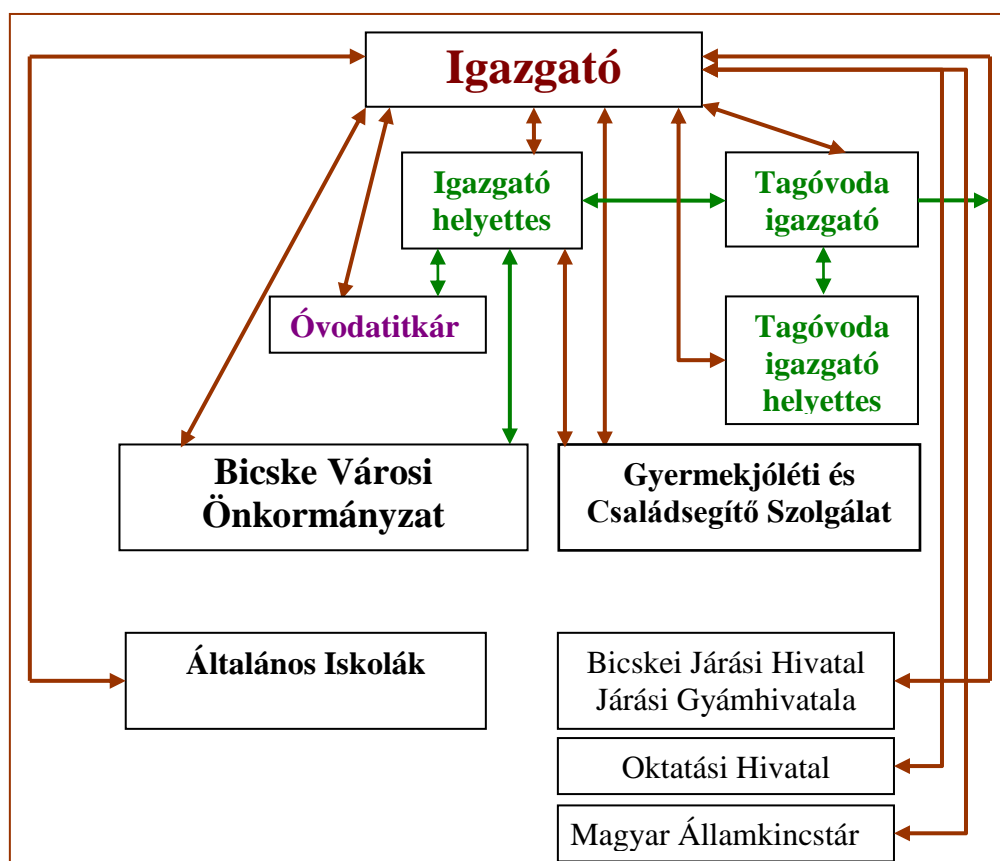 Igazgató
Igazgató
helyettes
Tagóvoda
igazgató
Óvodatitkár
Tagóvoda
igazgató
helyettes
Bicske Városi
Önkormányzat
Gyermekjóléti és
Családsegítő Szolgálat
Általános Iskolák
Bicskei Járási Hivatal
Járási Gyámhivatala
Oktatási Hivatal
Magyar Államkincstár